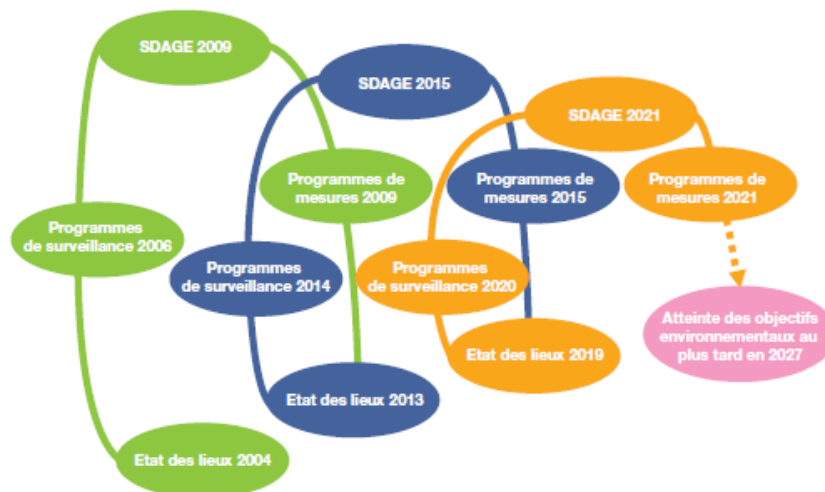 SDAGE 2009
SDAGE 2015
SDAGE 2021
Programmes de
mesures 2009
Programmes de
mesures 2015
Programmes de
mesures 2021
Programmes
de surveillance 2006
Programmes
de surveillance 2014
Programmes
de surveillance 2020
Atteinte des objectifs
environnementaux au
plus tard en 2027
Etat des lieux 2019
Etat des lieux 2013
Etat des lieux 2004